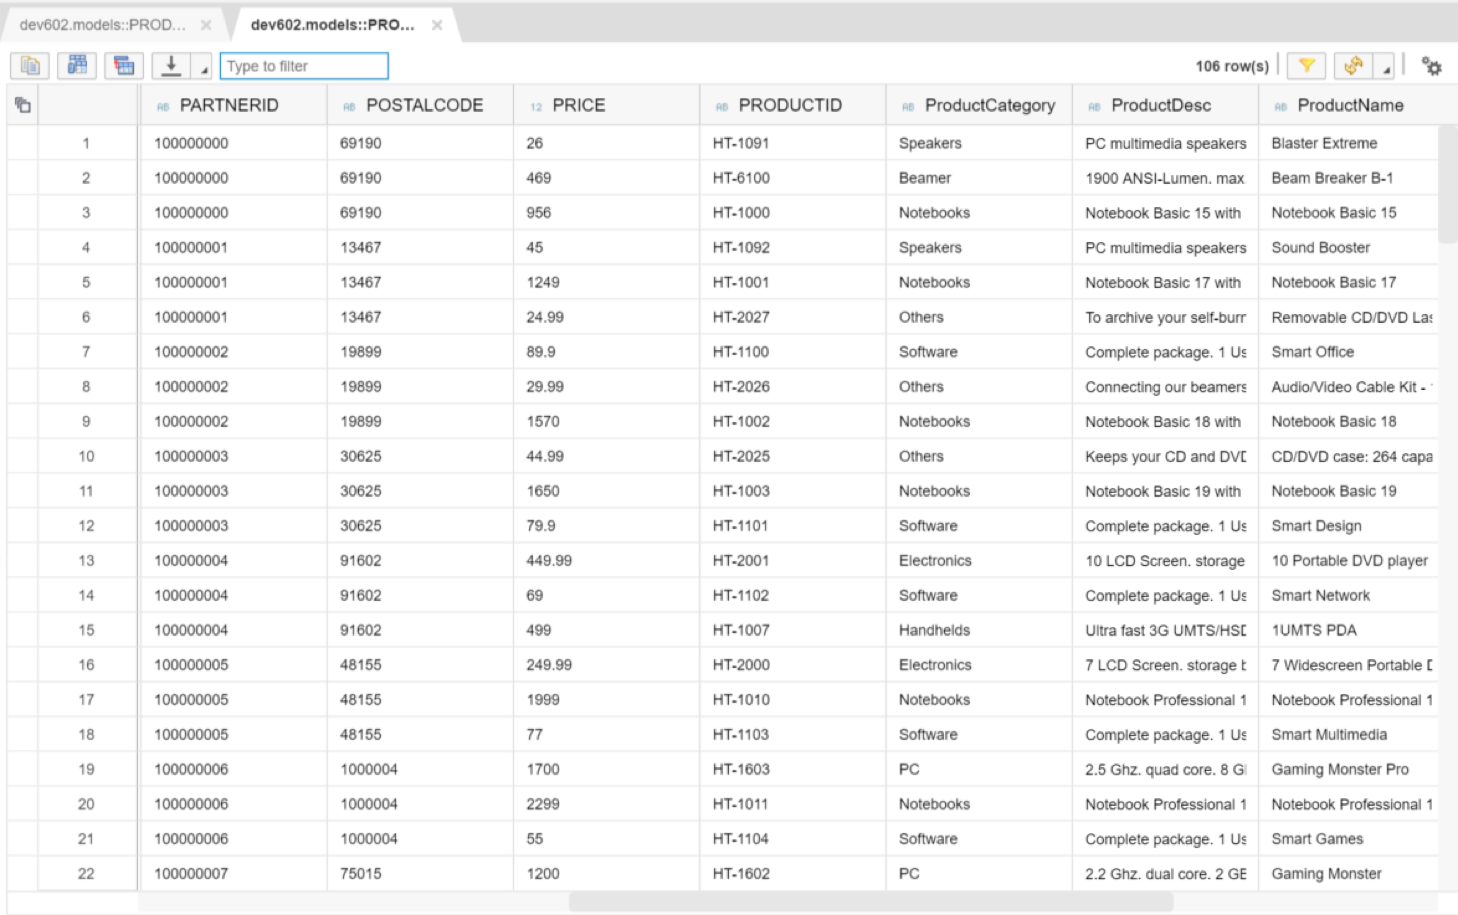 dev602.models::PROD... × dev602.models::PRO... ×
Type to filter 106 row(s)
AB PARTNERID AB POSTALCODE 12 PRICE AB PRODUCTID AB ProductCategory AB ProductDesc AB ProductName
1 100000000 69190 26 HT-1091 Speakers PC multimedia speakers Blaster Extreme
2 100000000 69190 469 HT-6100 Beamer 1900 ANSI-Lumen. max Beam Breaker B-1
3 100000000 69190 956 HT-1000 Notebooks Notebook Basic 15 with Notebook Basic 15
4 100000001 13467 45 HT-1092 Speakers PC multimedia speakers Sound Booster
5 100000001 13467 1249 HT-1001 Notebooks Notebook Basic 17 with Notebook Basic 17
6 100000001 13467 24.99 HT-2027 Others To archive your self-burr Removable CD/DVD Las
7 100000002 19899 89.9 HT-1100 Software Complete package. 1 Us Smart Office
8 100000002 19899 29.99 HT-2026 Others Connecting our beamers Audio/Video Cable Kit -
9 100000002 19899 1570 HT-1002 Notebooks Notebook Basic 18 with Notebook Basic 18
10 100000003 30625 44.99 HT-2025 Others Keeps your CD and DVD CD/DVD case: 264 capa
11 100000003 30625 1650 HT-1003 Notebooks Notebook Basic 19 with Notebook Basic 19
12 100000003 30625 79.9 HT-1101 Software Complete package. 1 Us Smart Design
13 100000004 91602 449.99 HT-2001 Electronics 10 LCD Screen. storage 10 Portable DVD player
14 100000004 91602 69 HT-1102 Software Complete package. 1 Us Smart Network
15 100000004 91602 499 HT-1007 Handhelds Ultra fast 3G UMTS/HSD 1UMTS PDA
16 100000005 48155 249.99 HT-2000 Electronics 7 LCD Screen. storage b 7 Widescreen Portable D
17 100000005 48155 1999 HT-1010 Notebooks Notebook Professional 1 Notebook Professional 1
18 100000005 48155 77 HT-1103 Software Complete package. 1 Us Smart Multimedia
19 100000006 1000004 1700 HT-1603 PC 2.5 Ghz. quad core. 8 G Gaming Monster Pro
20 100000006 1000004 2299 HT-1011 Notebooks Notebook Professional 1 Notebook Professional 1
21 100000006 1000004 55 HT-1104 Software Complete package. 1 Us Smart Games
22 100000007 75015 1200 HT-1602 PC 2.2 Ghz. dual core. 2 GE Gaming Monster